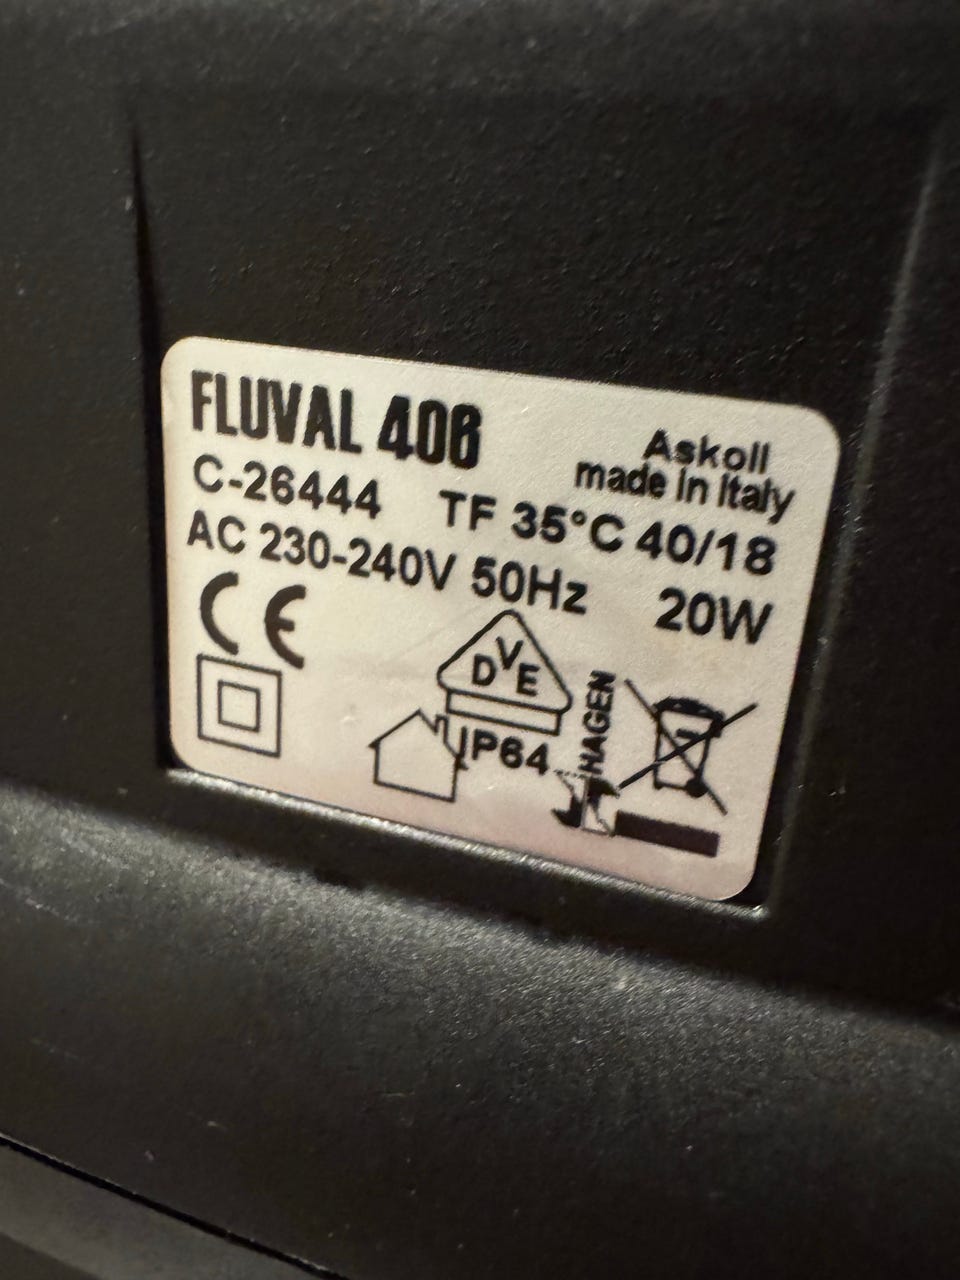 FLUVAL 406
Askoll
made in Italy
C-26444 TF 35°C 40/18
AC 230-240V 50Hz 20W
CE
DVE
IP64
HAGEN